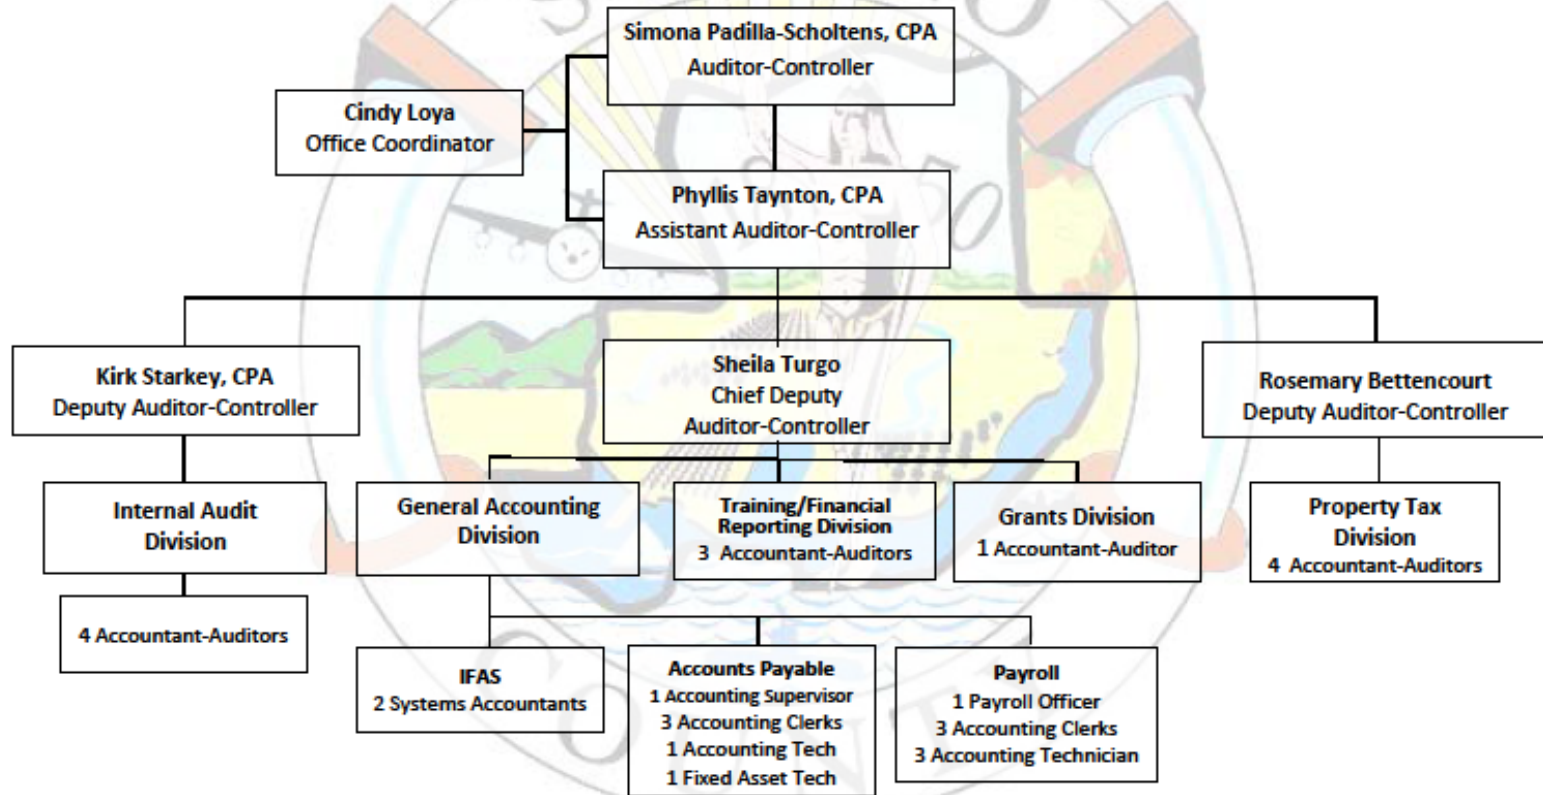 Simona Padilla-Scholtens, CPA
Auditor-Controller
Cindy Loya
Office Coordinator
Phyllis Taynton, CPA
Assistant Auditor-Controller
Kirk Starkey, CPA
Deputy Auditor-Controller
Sheila Turgo
Chief Deputy
Auditor-Controller
Rosemary Bettencourt
Deputy Auditor-Controller
Internal Audit
Division
General Accounting
Division
Training/Financial
Reporting Division
3 Accountant-Auditors
Grants Division
1 Accountant-Auditor
Property Tax
Division
4 Accountant-Auditors
4 Accountant-Auditors
IFAS
2 Systems Accountants
Accounts Payable
1 Accounting Supervisor
3 Accounting Clerks
1 Accounting Tech
1 Fixed Asset Tech
Payroll
1 Payroll Officer
3 Accounting Clerks
3 Accounting Technician
COUNTY